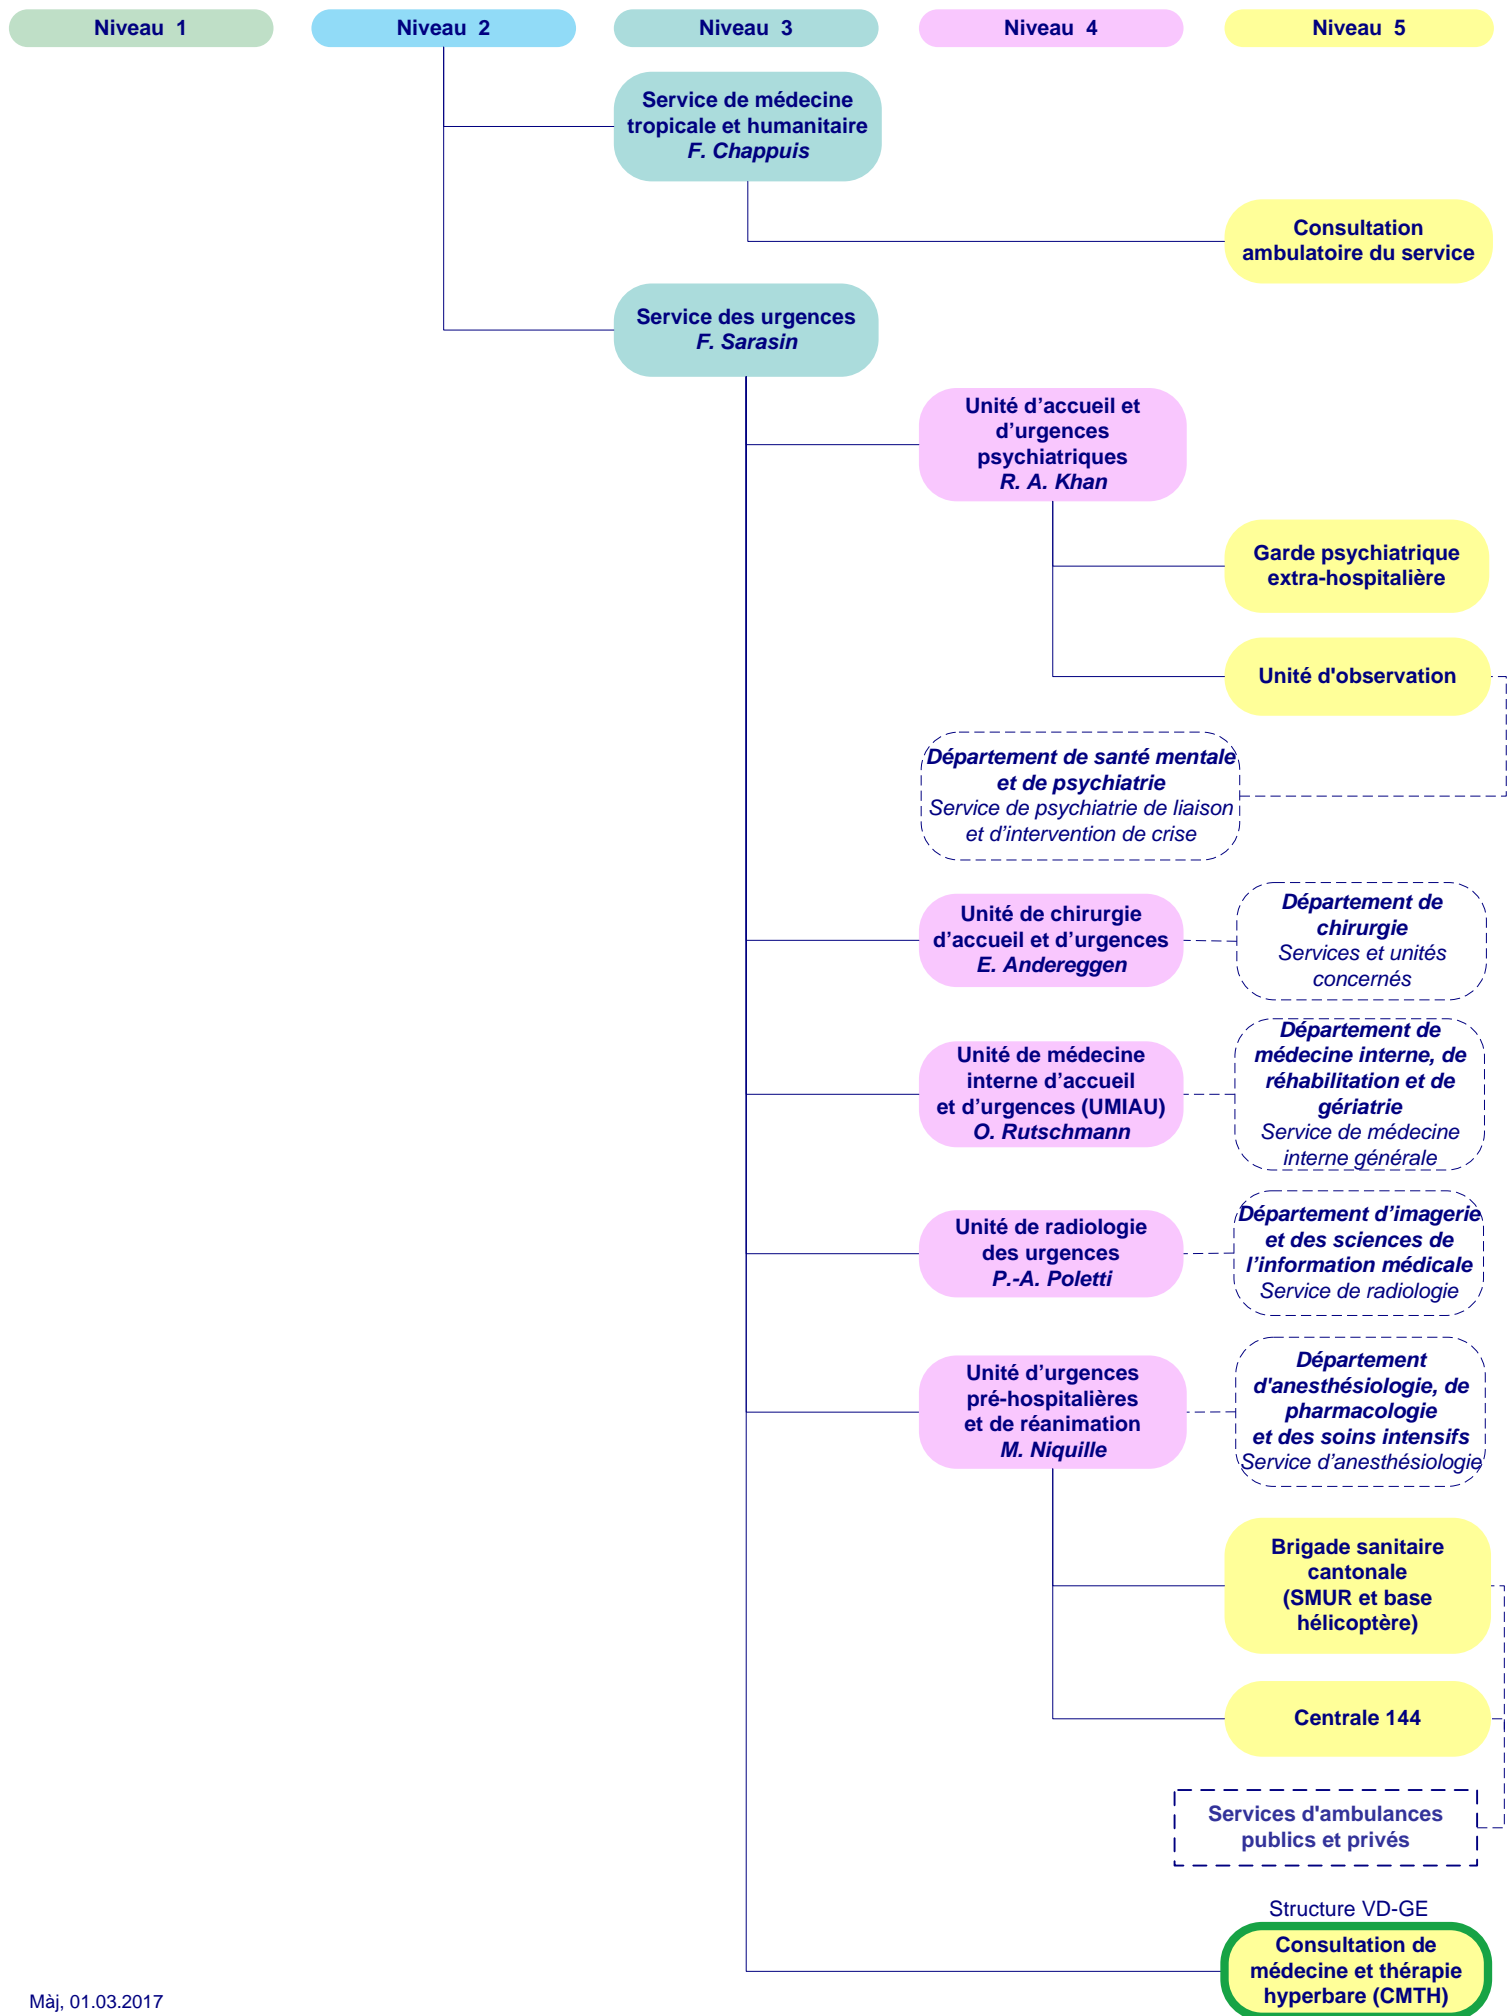 Niveau 1
Niveau 2
Niveau 3
Niveau 4
Niveau 5
Service de médecine
tropicale et humanitaire
F. Chappuis
Consultation
ambulatoire du service
Service des urgences
F. Sarasin
Unité d’accueil et
d’urgences
psychiatriques
R. A. Khan
Garde psychiatrique
extra-hospitalière
Unité d'observation
Département de santé mentale
et de psychiatrie
Service de psychiatrie de liaison
et d’intervention de crise
Unité de chirurgie
d’accueil et d’urgences
E. Andereggen
Département de
chirurgie
Services et unités
concernés
Unité de médecine
interne d’accueil
et d’urgences (UMIAU)
O. Rutschmann
Département de
médecine interne, de
réhabilitation et de
gériatrie
Service de médecine
interne générale
Unité de radiologie
des urgences
P.-A. Poletti
Département d’imagerie
et des sciences de
l’information médicale
Service de radiologie
Unité d’urgences
pré-hospitalières
et de réanimation
M. Niquille
Département
d'anesthésiologie, de
pharmacologie
et des soins intensifs
Service d’anesthésiologie
Brigade sanitaire
cantonale
(SMUR et base
hélicoptère)
Centrale 144
Services d'ambulances
publics et privés
Structure VD-GE
Consultation de
médecine et thérapie
hyperbare (CMTH)
Màj, 01.03.2017